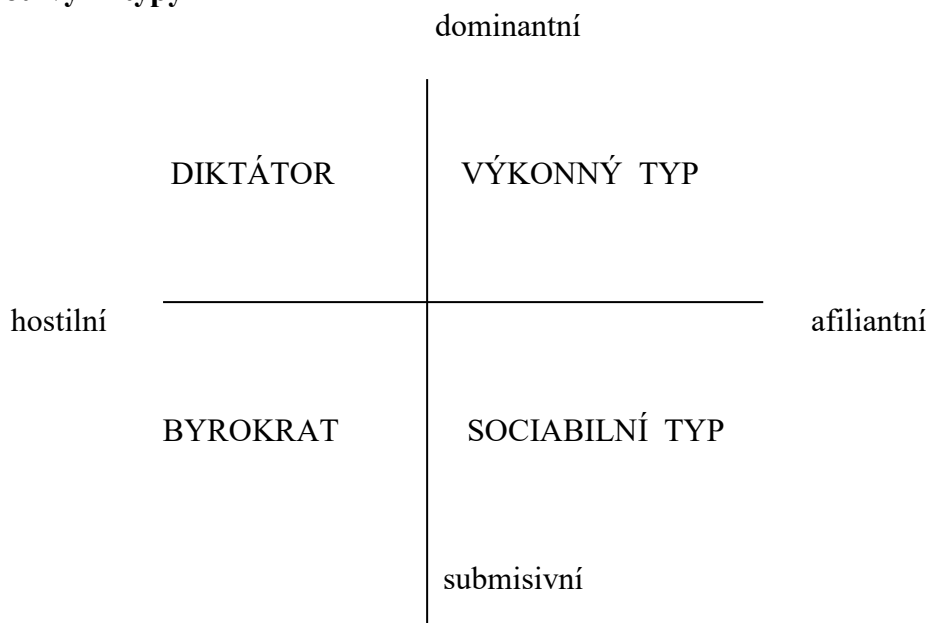 dominantní
DIKTÁTOR VÝKONNÝ TYP
hostilní afiliantní
BYROKRAT SOCIABILNÍ TYP
submisivní